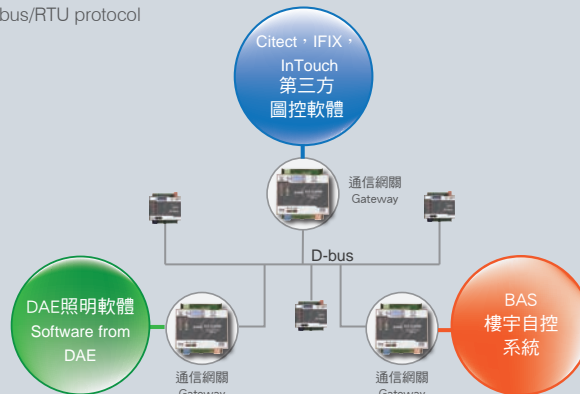 bus/RTU protocol
Citect，IFIX，
InTouch
第三方
圖控軟體
通信網關
Gateway
D-bus
DAE照明軟體
Software from
DAE
BAS
樓宇自控
系統
通信網關
Gateway
通信網關
Gateway